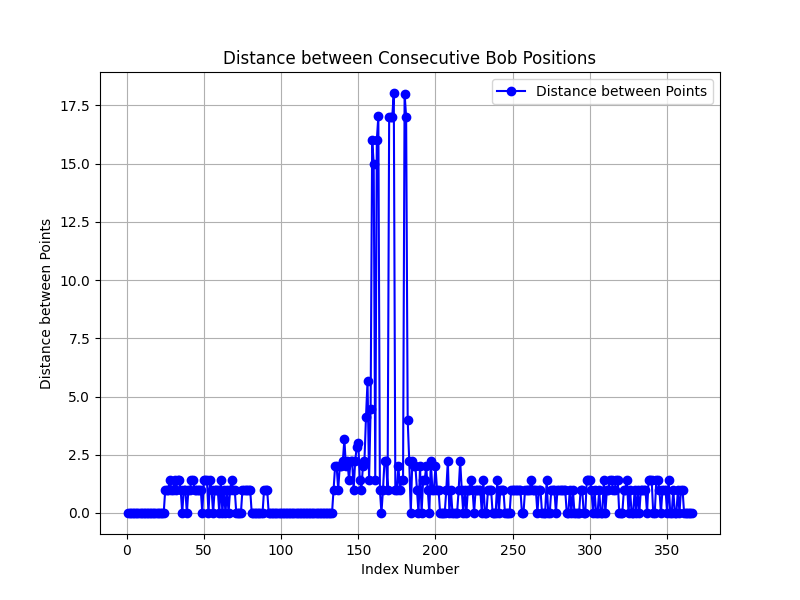 Distance between Consecutive Bob Positions
Distance between Points
17.5
15.0
12.5
10.0
7.5
5.0
2.5
0.0
Distance between Points
0 50 100 150 200 250 300 350
Index Number